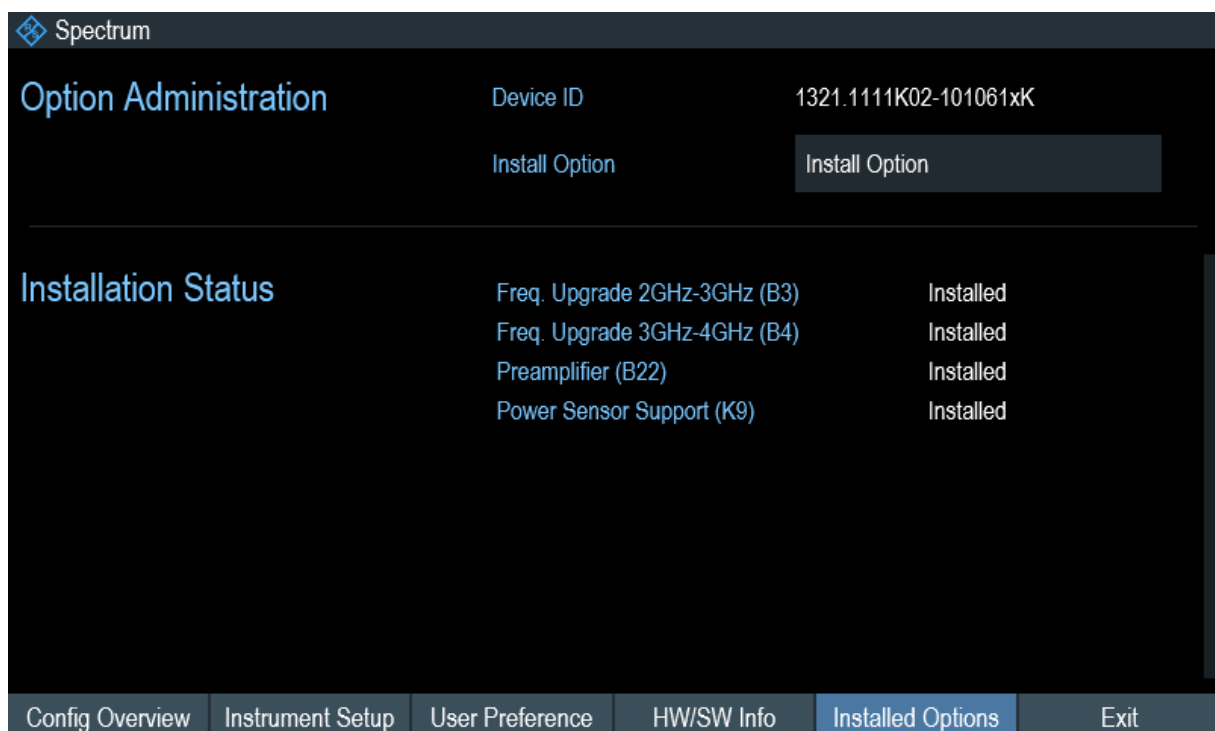 Spectrum
Option Administration
Device ID 1321.1111K02-101061xK
Install Option Install Option
Installation Status
Freq. Upgrade 2GHz-3GHz (B3) Installed
Freq. Upgrade 3GHz-4GHz (B4) Installed
Preamplifier (B22) Installed
Power Sensor Support (K9) Installed
Config Overview Instrument Setup User Preference HW/SW Info Installed Options Exit